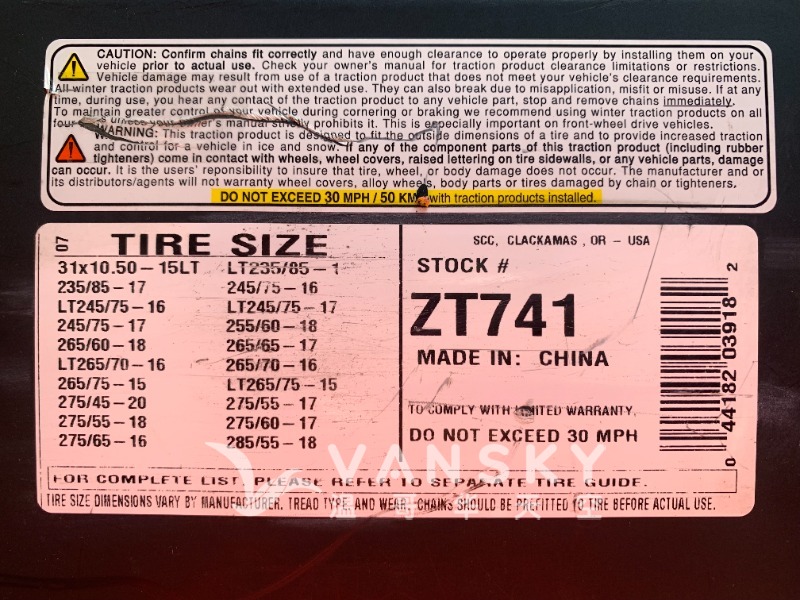 CAUTION: Confirm chains fit correctly and have enough clearance to operate properly by installing them on your
vehicle prior to actual use. Check your owner's manual for traction product clearance limitations or restrictions.
Vehicle damage may result from use of a traction product that does not meet your vehicle's clearance requirements.
All winter traction products wear out with extended use. They can also break due to misapplication, misfit or misuse. If at any
time, during use, you hear any contact of the traction product to any vehicle part, stop and remove chains immediately.
To maintain greater control of your vehicle during cornering or braking we recommend using winter traction products on all
four unless your owner's manual strictly prohibits it. This is especially important on front-wheel drive vehicles.
WARNING: This traction product is designed to fit the outside dimensions of a tire and to provide increased traction
and control for a vehicle in ice and snow. If any of the component parts of this traction product (including rubber
tighteners) come in contact with wheels, wheel covers, raised lettering on tire sidewalls, or any vehicle parts, damage
can occur. It is the users' reponsibility to ensure that tire, wheel, or body damage does not occur. The manufacturer and or
its distributors/agents will not warranty wheel covers, alloy wheels, body parts or tires damaged by chain or tighteners.
DO NOT EXCEED 30 MPH / 50 KM with traction products installed.
07
TIRE SIZE
31x10.50-15LT LT235/85-1
235/85-17 245/75-16
LT245/75-16 LT245/75-17
245/75-17 255/60-18
265/60-18 265/65-17
LT265/70-16 265/70-16
265/75-15 LT265/75-15
275/45-20 275/55-17
275/55-18 275/60-17
275/65-16 285/55-18
SCC, CLACKAMAS, OR - USA
STOCK #
ZT741
MADE IN: CHINA
TO COMPLY WITH LIMITED WARRANTY,
DO NOT EXCEED 30 MPH
0 44182 03918 2
FOR COMPLETE LIST, PLEASE REFER TO SEPARATE TIRE GUIDE.
TIRE SIZE DIMENSIONS VARY BY MANUFACTURER. TREAD TYPE, AND WEAR, CHAINS SHOULD BE PREFITTED TO TIRE BEFORE ACTUAL USE.
VANSKY